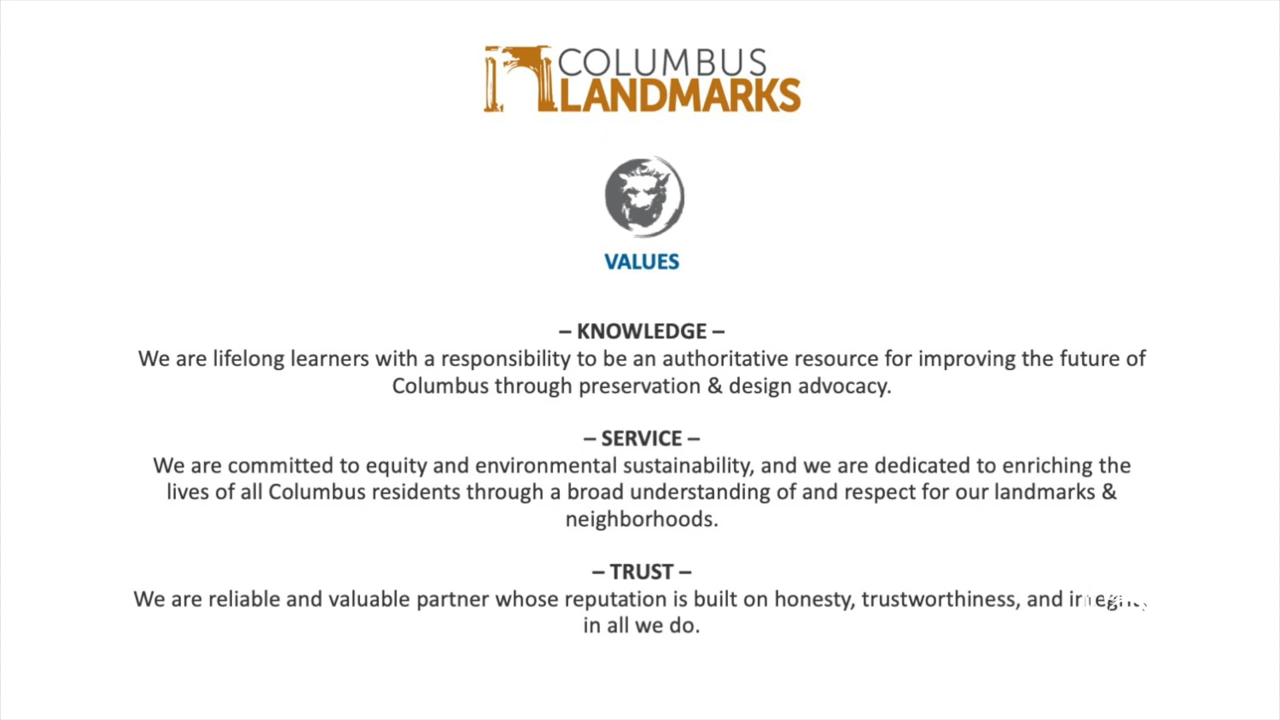 COLUMBUS
LANDMARKS
VALUES
– KNOWLEDGE –
We are lifelong learners with a responsibility to be an authoritative resource for improving the future of
Columbus through preservation & design advocacy.
– SERVICE –
We are committed to equity and environmental sustainability, and we are dedicated to enriching the
lives of all Columbus residents through a broad understanding of and respect for our landmarks &
neighborhoods.
– TRUST –
We are reliable and valuable partner whose reputation is built on honesty, trustworthiness, and
in all we do.